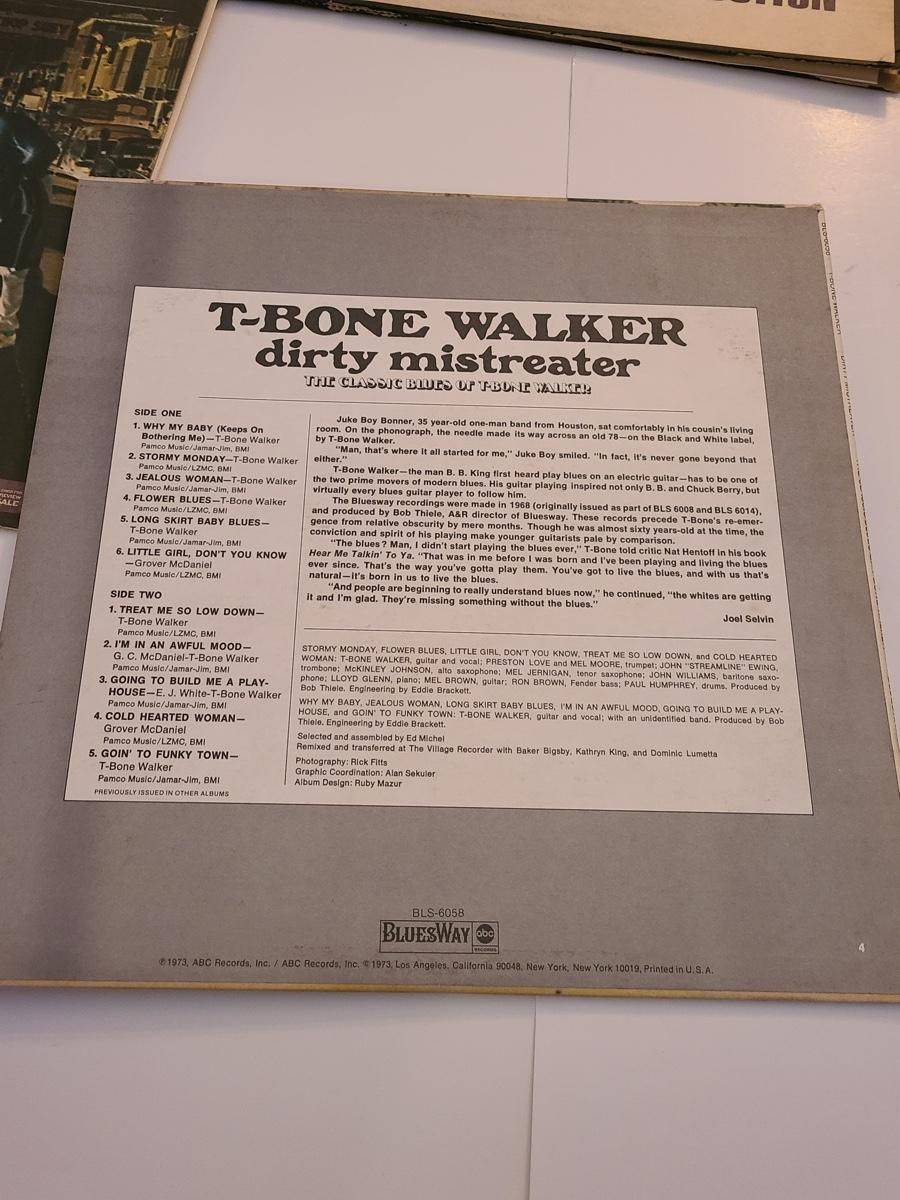 T-BONE WALKER
dirty mistreater
THE CLASSIC BLUES OF T-BONE WALKER
SIDE ONE
1. WHY MY BABY (Keeps On
Bothering Me)—T-Bone Walker
Pamco Music/Jamar-Jim, BMI
2. STORMY MONDAY—T-Bone Walker
Pamco Music/LZMC, BMI
3. JEALOUS WOMAN—T-Bone Walker
Pamco Music/Jamar-Jim, BMI
4. FLOWER BLUES—T-Bone Walker
Pamco Music/LZMC, BMI
5. LONG SKIRT BABY BLUES—
T-Bone Walker
Pamco Music/Jamar-Jim, BMI
6. LITTLE GIRL, DON'T YOU KNOW
—Grover McDaniel
Pamco Music/LZMC, BMI
SIDE TWO
1. TREAT ME SO LOW DOWN—
T-Bone Walker
Pamco Music/LZMC, BMI
2. I'M IN AN AWFUL MOOD—
G. C. McDaniel-T-Bone Walker
Pamco Music/Jamar-Jim, BMI
3. GOING TO BUILD ME A PLAY-
HOUSE—E. J. White-T-Bone Walker
Pamco Music/Jamar-Jim, BMI
4. COLD HEARTED WOMAN—
Grover McDaniel
Pamco Music/LZMC, BMI
5. GOIN' TO FUNKY TOWN—
T-Bone Walker
Pamco Music/Jamar-Jim, BMI
PREVIOUSLY ISSUED IN OTHER ALBUMS
Juke Boy Bonner, 35 year-old one-man band from Houston, sat comfortably in his cousin's living
room. On the phonograph, the needle made its way across an old 78—on the Black and White label,
by T-Bone Walker.
"Man, that's where it all started for me," Juke Boy smiled. "In fact, it's never gone beyond that
either."
T-Bone Walker—the man B. B. King first heard play blues on an electric guitar—has to be one of
the two prime movers of modern blues. His guitar playing inspired not only B. B. and Chuck Berry, but
virtually every blues guitar player to follow him.
The Bluesway recordings were made in 1968 (originally issued as part of BLS 6008 and BLS 6014),
and produced by Bob Thiele, A&R director of Bluesway. These records precede T-Bone's re-emer-
gence from relative obscurity by mere months. Though he was almost sixty years-old at the time, the
conviction and spirit of his playing make younger guitarists pale by comparison.
"The blues? Man, I didn't start playing the blues ever," T-Bone told critic Nat Hentoff in his book
Hear Me Talkin' To Ya. "That was in me before I was born and I've been playing and living the blues
ever since. That's the way you've gotta play them. You've got to live the blues, and with us that's
natural—it's born in us to live the blues.
"And people are beginning to really understand blues now," he continued, "the whites are getting
it and I'm glad. They're missing something without the blues."
Joel Selvin
STORMY MONDAY, FLOWER BLUES, LITTLE GIRL, DON'T YOU KNOW, TREAT ME SO LOW DOWN, and COLD HEARTED
WOMAN: T-BONE WALKER, guitar and vocal; PRESTON LOVE and MEL MOORE, trumpet; JOHN "STREAMLINE" EWING,
trombone; McKINLEY JOHNSON, alto saxophone; MEL JERNIGAN, tenor saxophone; JOHN WILLIAMS, baritone saxo-
phone; LLOYD GLENN, piano; MEL BROWN, guitar; RON BROWN, Fender bass; PAUL HUMPHREY, drums. Produced by
Bob Thiele. Engineering by Eddie Brackett.
WHY MY BABY, JEALOUS WOMAN, LONG SKIRT BABY BLUES, I'M IN AN AWFUL MOOD, GOING TO BUILD ME A PLAY-
HOUSE, and GOIN' TO FUNKY TOWN: T-BONE WALKER, guitar and vocal; with an unidentified band. Produced by Bob
Thiele. Engineering by Eddie Brackett.
Selected and assembled by Ed Michel
Remixed and transferred at The Village Recorder with Baker Bigsby, Kathryn King, and Dominic Lumetta
Photography: Rick Fitts
Graphic Coordination: Alan Sekuler
Album Design: Ruby Mazur
BLS-6058
BLUESWAY abc
RECORDS
4
℗1973, ABC Records, Inc. / ABC Records, Inc. ©1973, Los Angeles, California 90048, New York, New York 10019, Printed in U.S.A.